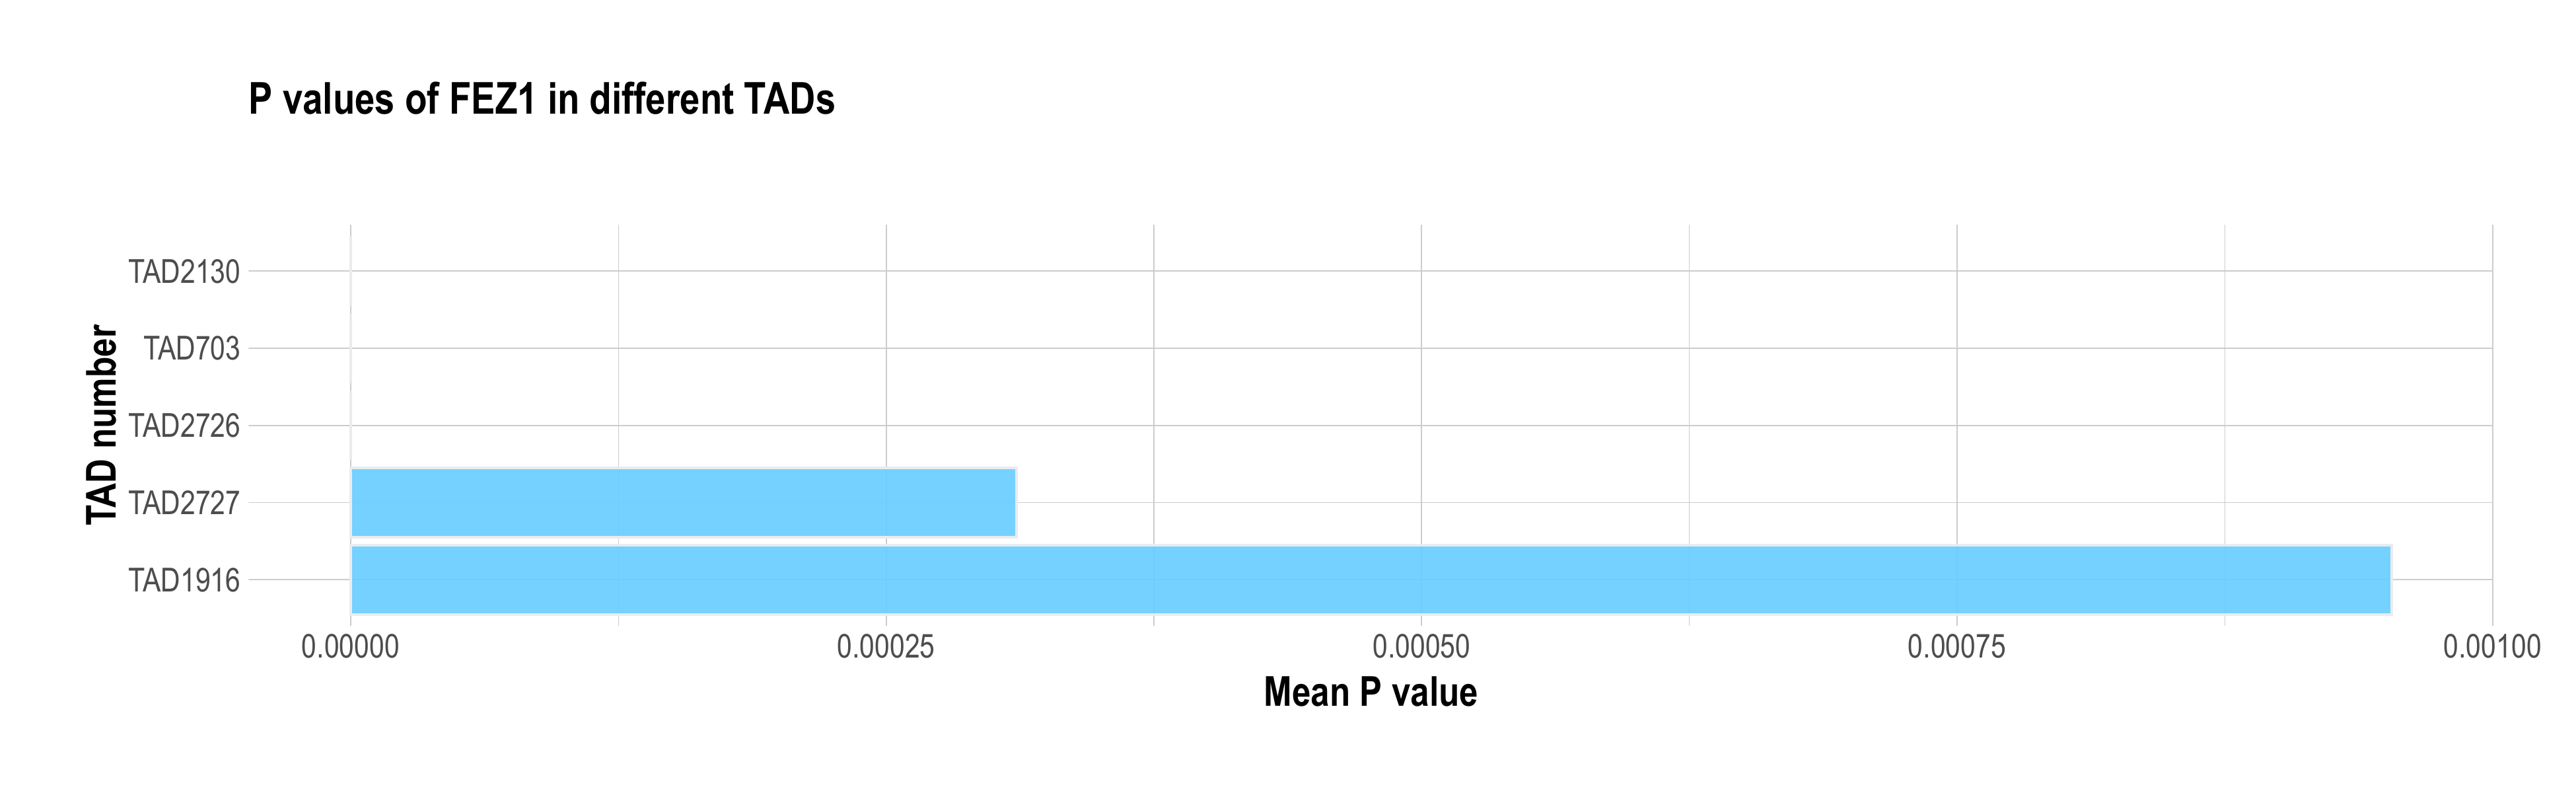 P values of FEZ1 in different TADs
TAD number
TAD2130
TAD703
TAD2726
TAD2727
TAD1916
0.00000 0.00025 0.00050 0.00075 0.00100
Mean P value